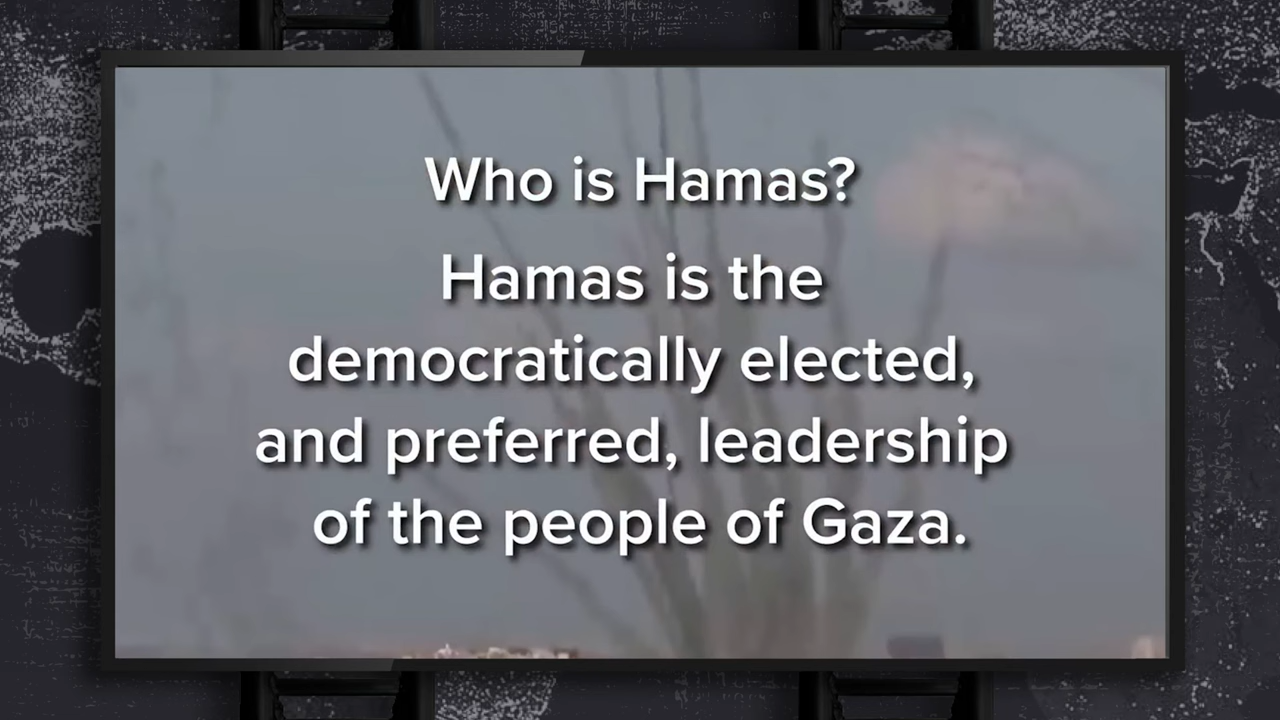 Who is Hamas?
Hamas is the
democratically elected,
and preferred, leadership
of the people of Gaza.